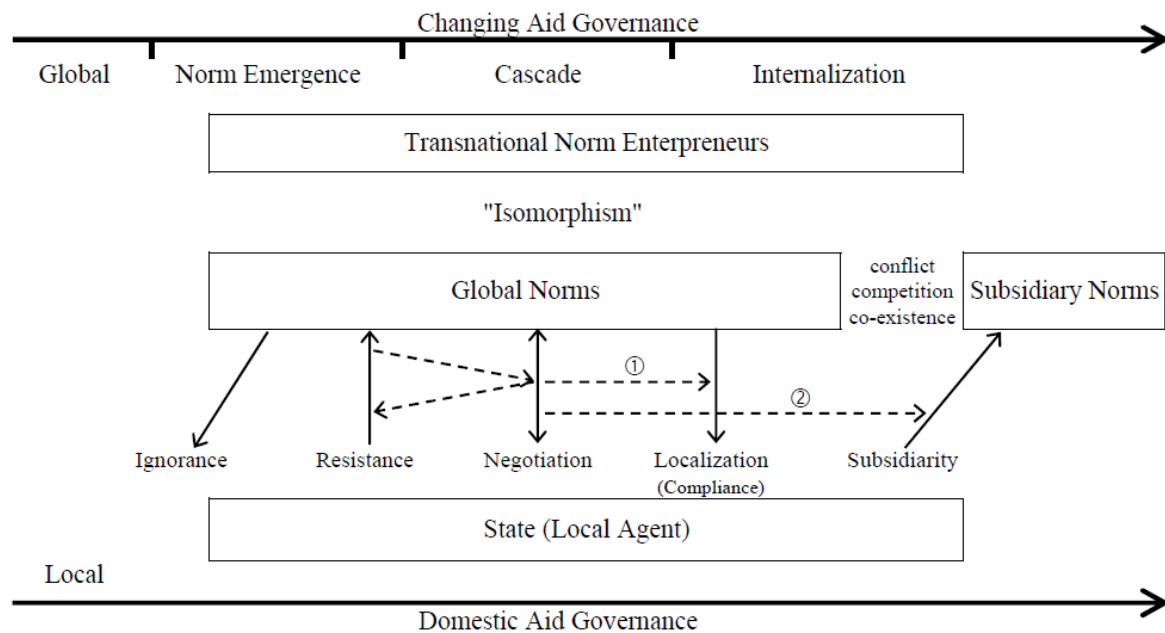 Changing Aid Governance
Global
Norm Emergence
Cascade
Internalization
Transnational Norm Enterpreneurs
"Isomorphism"
Global Norms
conflict
competition
co-existence
Subsidiary Norms
①
②
Ignorance
Resistance
Negotiation
Localization
(Compliance)
Subsidiarity
State (Local Agent)
Local
Domestic Aid Governance